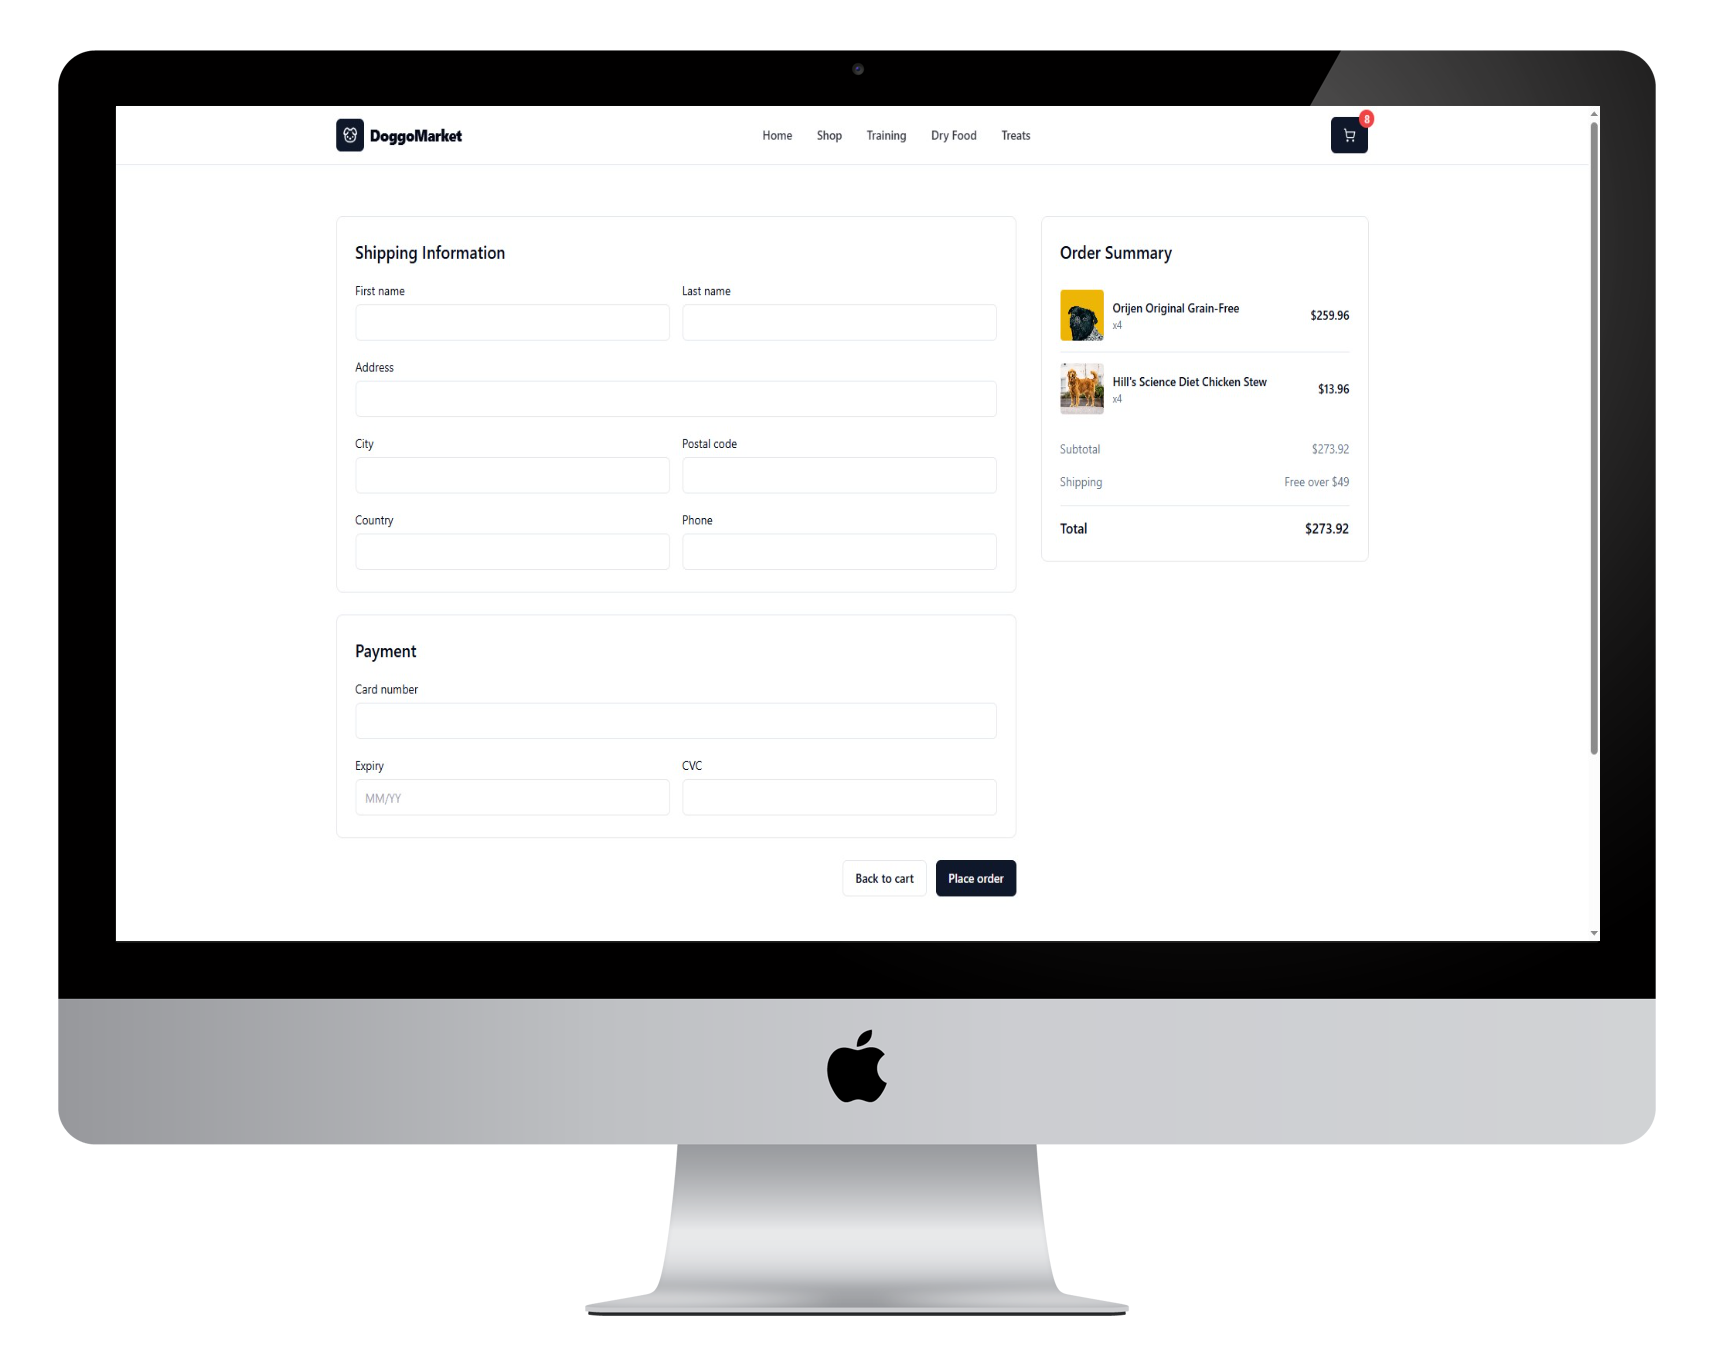 DoggoMarket
Home Shop Training Dry Food Treats
8
Shipping Information
First name Last name
Address
City Postal code
Country Phone
Payment
Card number
Expiry CVC
MM/YY
Back to cart Place order
Order Summary
Orijen Original Grain-Free
x4
$259.96
Hill's Science Diet Chicken Stew
x4
$13.96
Subtotal $273.92
Shipping Free over $49
Total $273.92